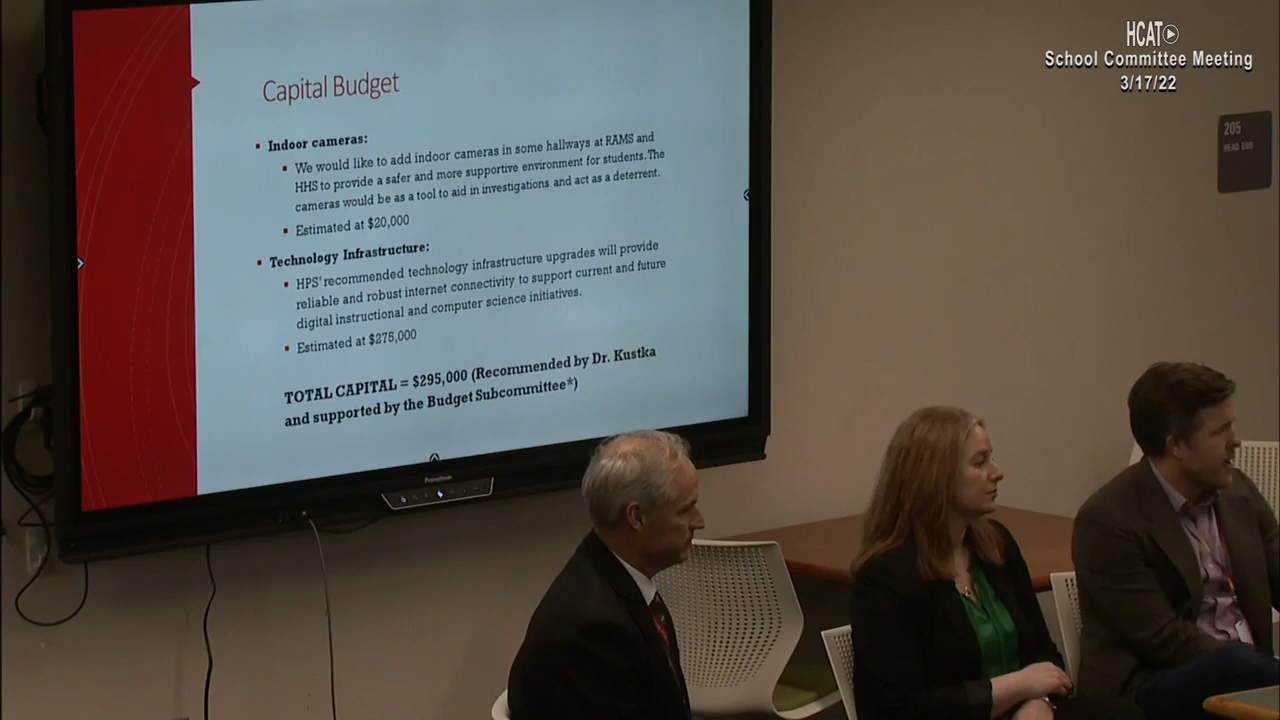 HCAT
School Committee Meeting
3/17/22
205
HEAD END
Capital Budget
Indoor cameras:
We would like to add indoor cameras in some hallways at RAMS and
HHS to provide a safer and more supportive environment for students. The
cameras would be as a tool to aid in investigations and act as a deterrent.
Estimated at $20,000
Technology Infrastructure:
HPS' recommended technology infrastructure upgrades will provide
reliable and robust internet connectivity to support current and future
digital instructional and computer science initiatives.
Estimated at $275,000
TOTAL CAPITAL = $295,000 (Recommended by Dr. Kustka
and supported by the Budget Subcommittee*)
Promethean